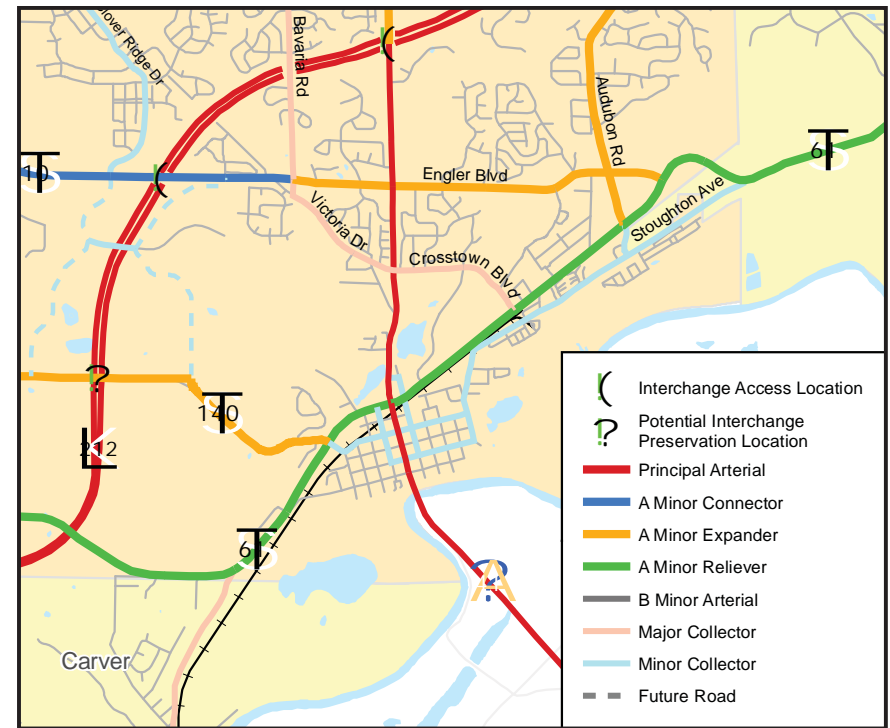 Clover Ridge Dr
Bavaria Rd
Audubon Rd
61
10
Engler Blvd
Stoughton Ave
Victoria Dr
Crosstown Blvd
140
212
61
Carver
Interchange Access Location
Potential Interchange
Preservation Location
Principal Arterial
A Minor Connector
A Minor Expander
A Minor Reliever
B Minor Arterial
Major Collector
Minor Collector
Future Road